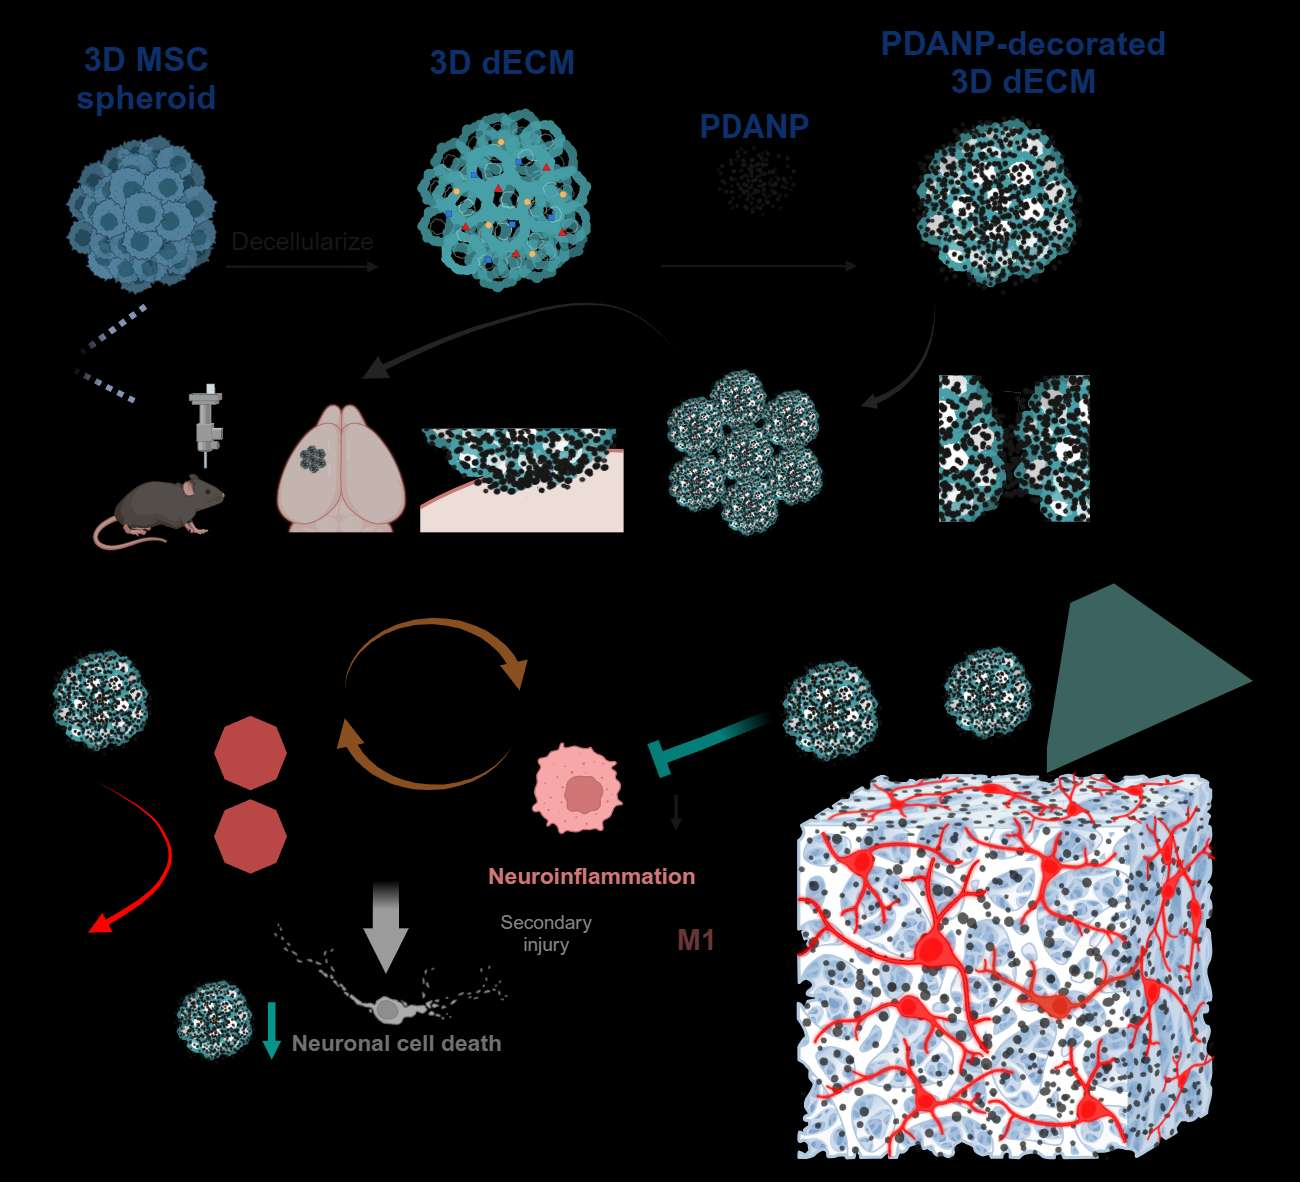 3D MSC
spheroid
3D dECM
PDANP-decorated
3D dECM
PDANP
Decellularize
Neuroinflammation
Secondary
injury
M1
Neuronal cell death